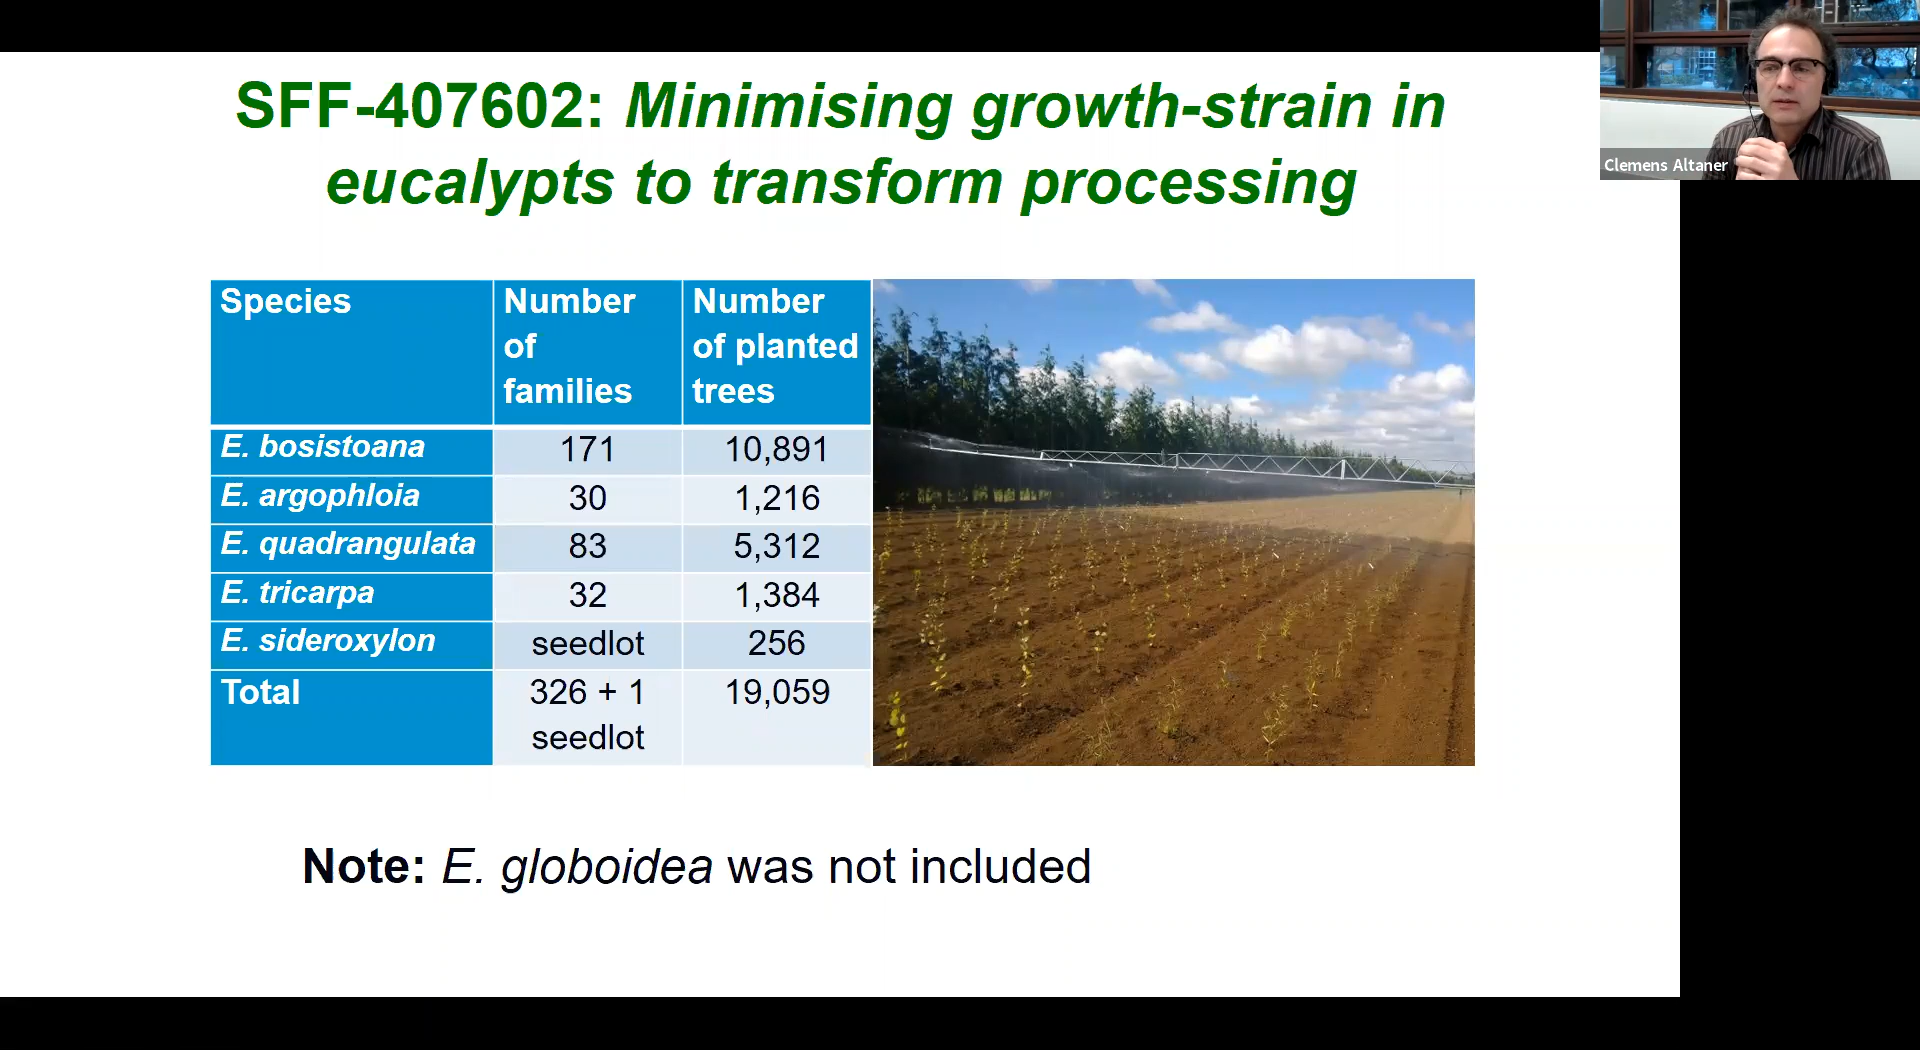 SFF-407602: Minimising growth-strain in
eucalypts to transform processing
Clemens Altaner
Species
Number
of
families
Number
of planted
trees
E. bosistoana 171 10,891
E. argophloia 30 1,216
E. quadrangulata 83 5,312
E. tricarpa 32 1,384
E. sideroxylon seedlot 256
Total 326 + 1 19,059
seedlot
Note: E. globoidea was not included